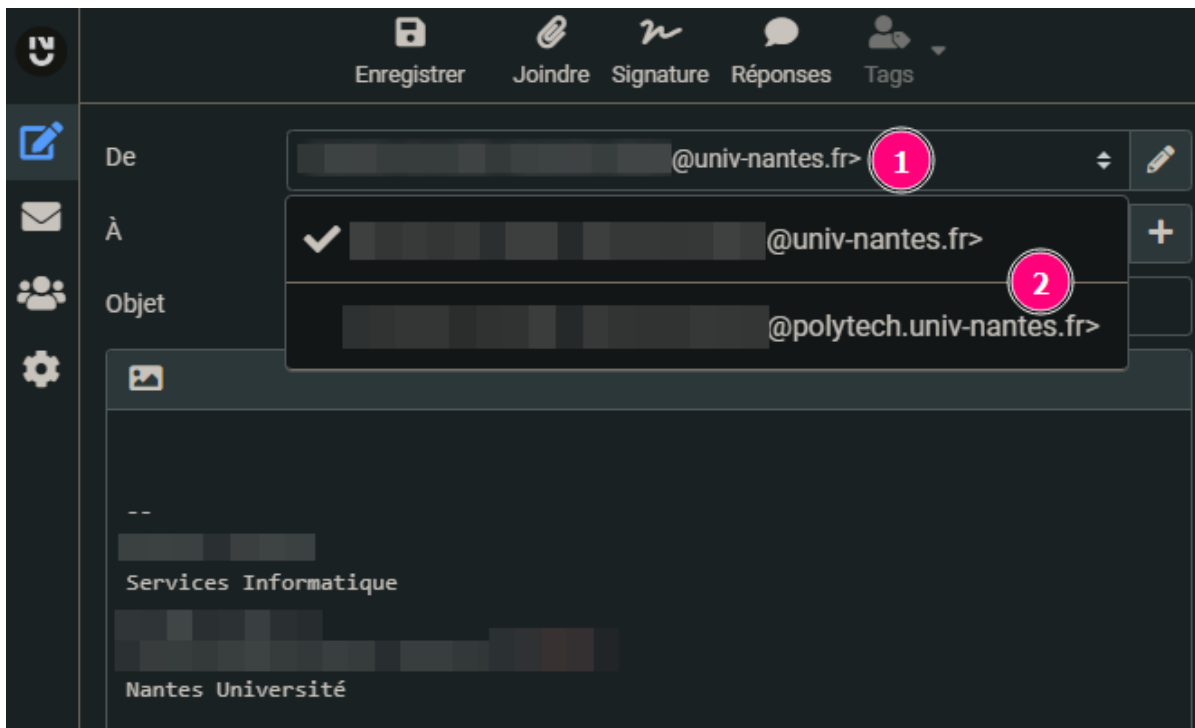 Enregistrer Joindre Signature Réponses Tags
De @univ-nantes.fr> 1
À @univ-nantes.fr>
2
Objet @polytech.univ-nantes.fr>
--
Services Informatique
Nantes Université